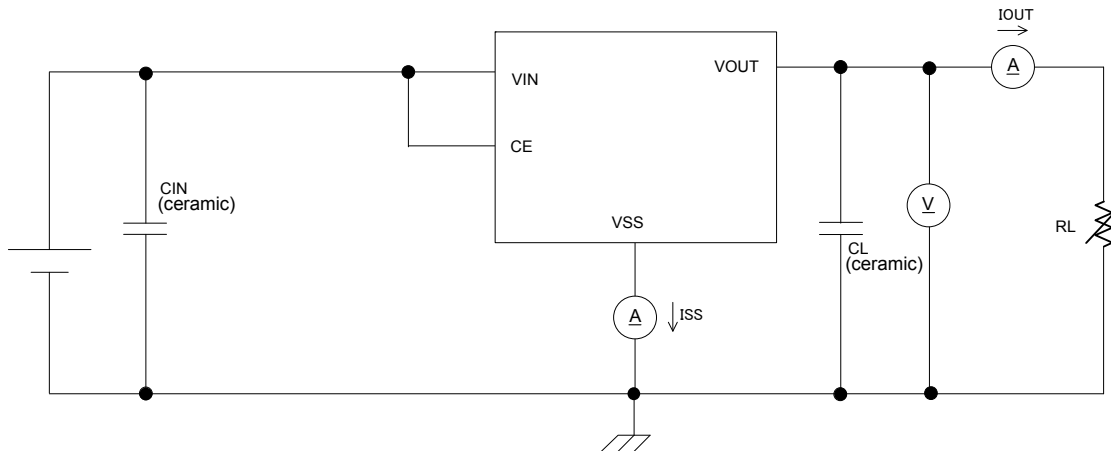 IOUT
A
VIN
VOUT
CE
CIN
(ceramic)
V
VSS
CL
(ceramic)
RL
A
ISS